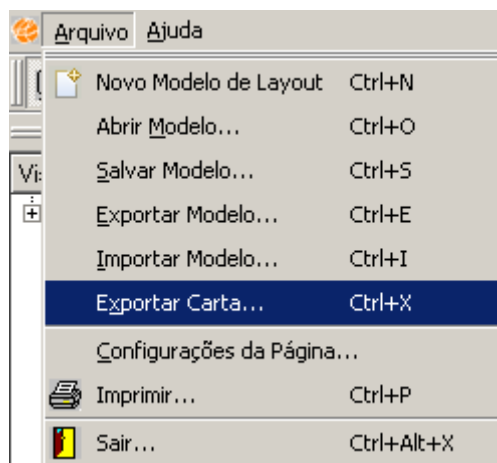 Arquivo Ajuda
Novo Modelo de Layout Ctrl+N
Abrir Modelo... Ctrl+O
Salvar Modelo... Ctrl+S
Exportar Modelo... Ctrl+E
Importar Modelo... Ctrl+I
Exportar Carta... Ctrl+X
Configurações da Página...
Imprimir... Ctrl+P
Sair... Ctrl+Alt+X